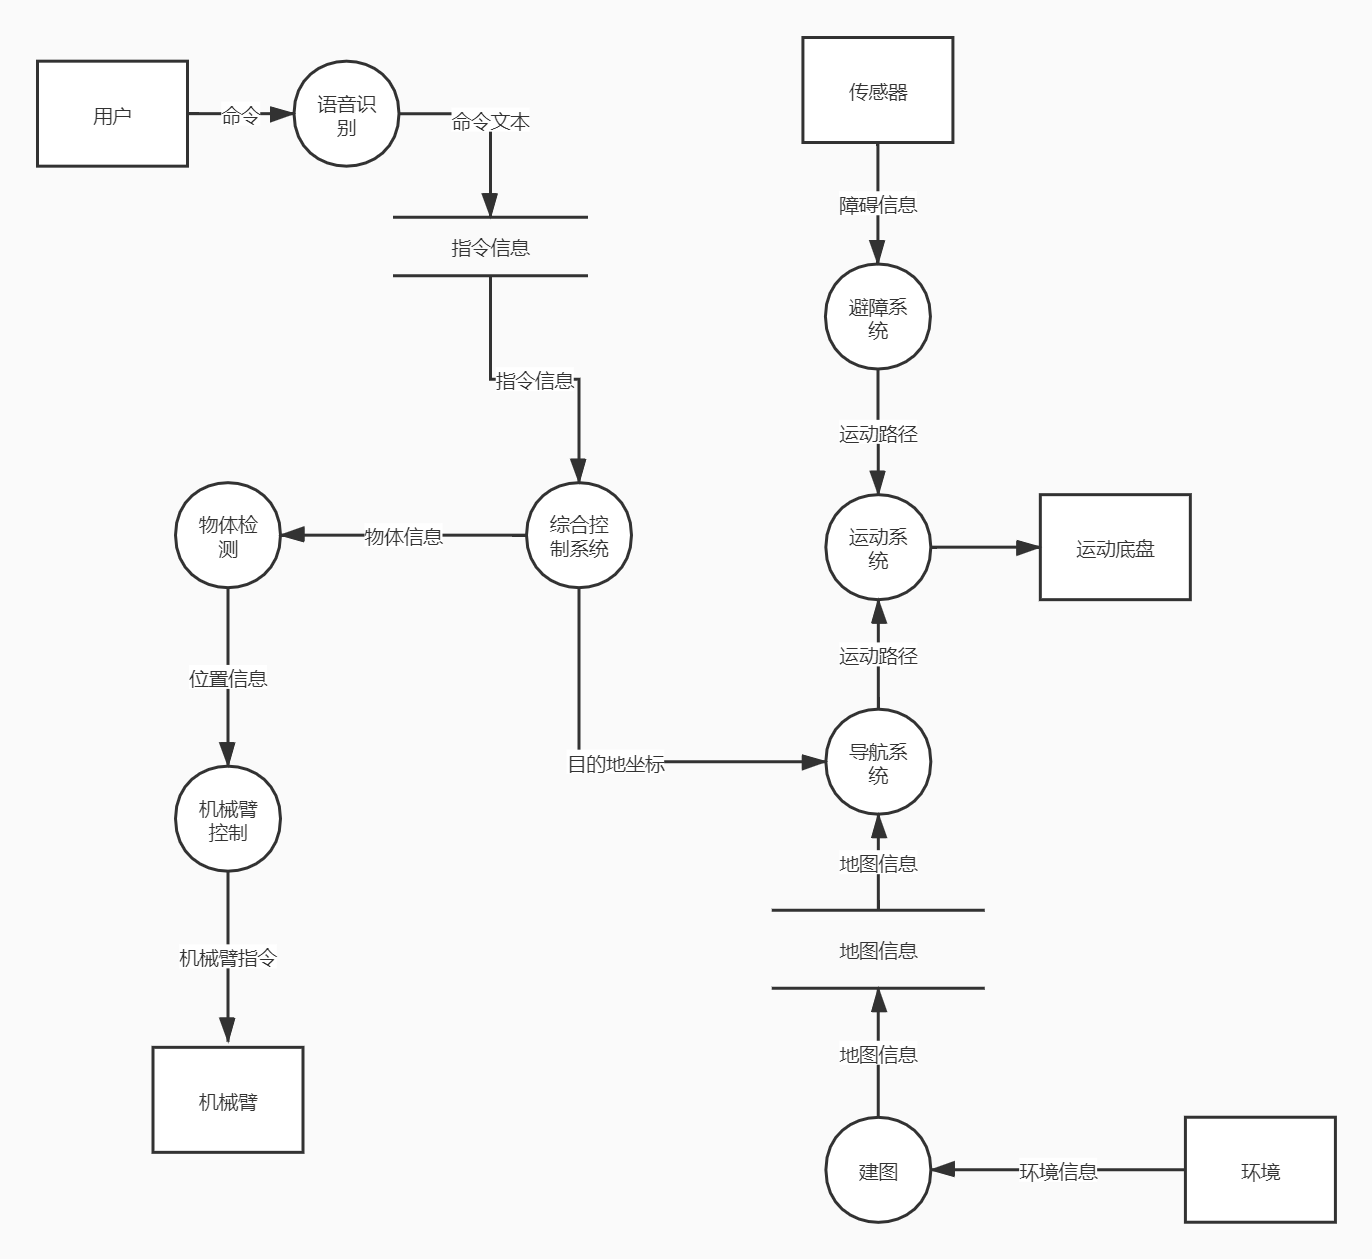 用户
命令
语音识
别
命令文本
指令信息
指令信息
综合控
制系统
物体信息
物体检
测
位置信息
机械臂
控制
机械臂指令
机械臂
目的地坐标
传感器
障碍信息
避障系
统
运动路径
运动系
统
运动底盘
运动路径
导航系
统
地图信息
地图信息
地图信息
建图
环境信息
环境